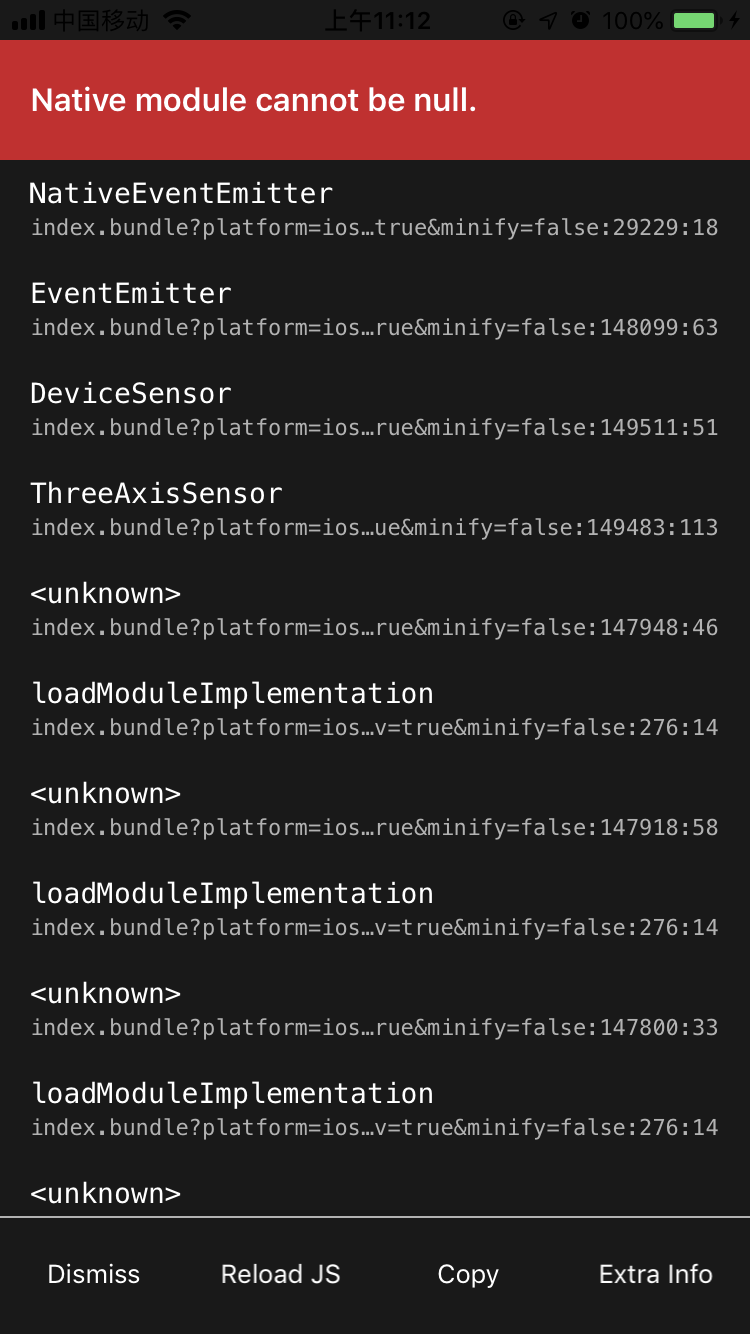 中国移动 上午11:12 100%
Native module cannot be null.
NativeEventEmitter
index.bundle?platform=ios…true&minify=false:29229:18
EventEmitter
index.bundle?platform=ios…rue&minify=false:148099:63
DeviceSensor
index.bundle?platform=ios…rue&minify=false:149511:51
ThreeAxisSensor
index.bundle?platform=ios…ue&minify=false:149483:113
<unknown>
index.bundle?platform=ios…rue&minify=false:147948:46
loadModuleImplementation
index.bundle?platform=ios…v=true&minify=false:276:14
<unknown>
index.bundle?platform=ios…rue&minify=false:147918:58
loadModuleImplementation
index.bundle?platform=ios…v=true&minify=false:276:14
<unknown>
index.bundle?platform=ios…rue&minify=false:147800:33
loadModuleImplementation
index.bundle?platform=ios…v=true&minify=false:276:14
<unknown>
Dismiss Reload JS Copy Extra Info